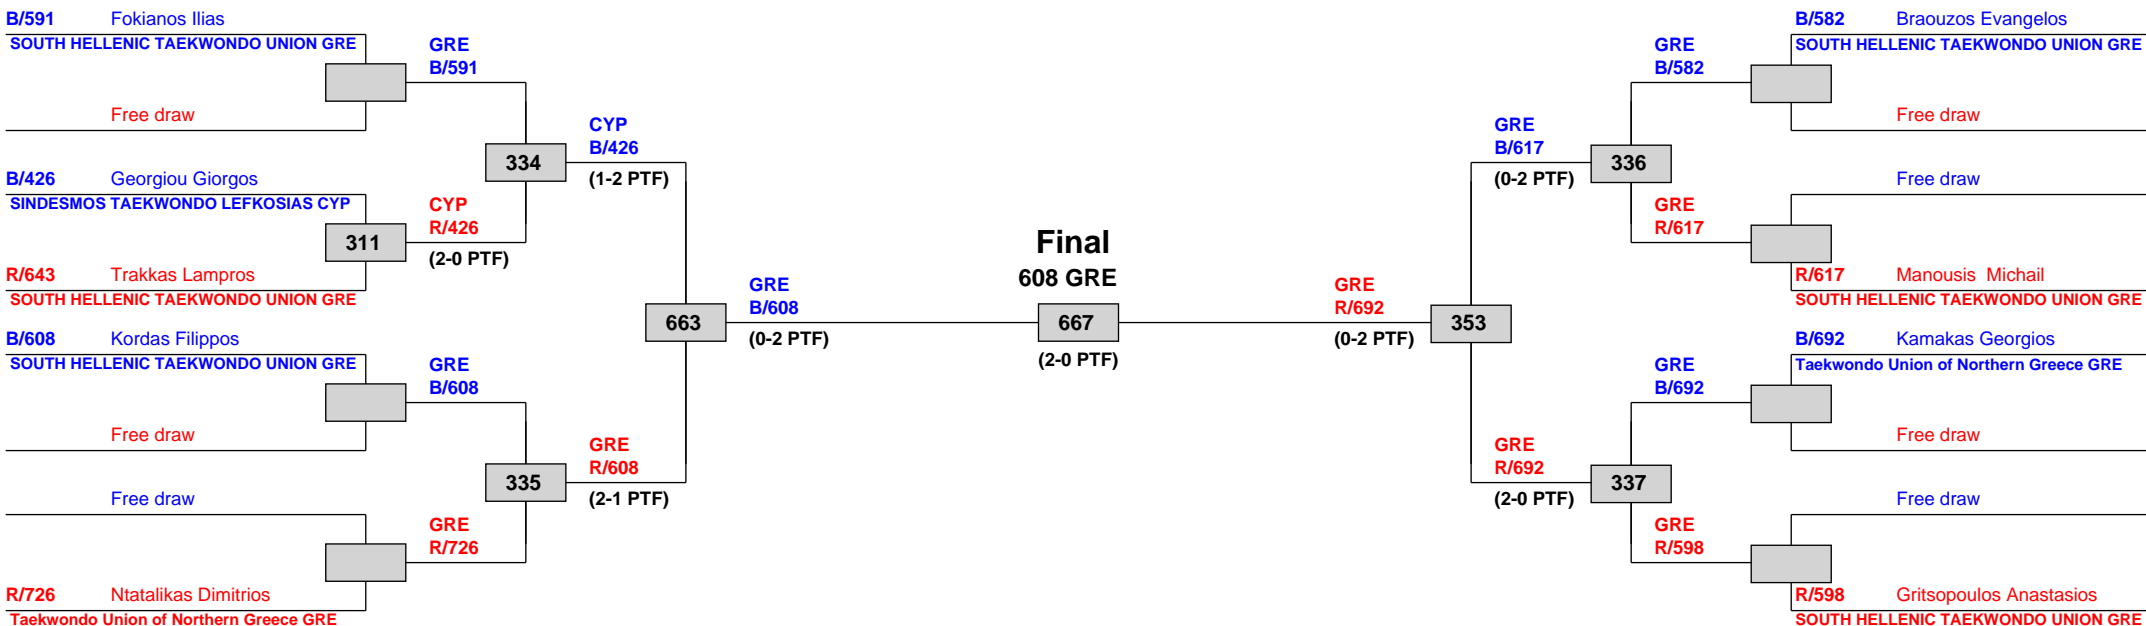 B/591 Fokianos Ilias
SOUTH HELLENIC TAEKWONDO UNION GRE
GRE
B/591
Free draw
CYP
B/426
334
(1-2 PTF)
B/426 Georgiou Giorgos
SINDESMOS TAEKWONDO LEFKOSIAS CYP
CYP
R/426
311
(2-0 PTF)
R/643 Trakkas Lampros
SOUTH HELLENIC TAEKWONDO UNION GRE
GRE
B/608
663
(0-2 PTF)
B/608 Kordas Filippos
SOUTH HELLENIC TAEKWONDO UNION GRE
GRE
B/608
Free draw
GRE
R/608
335
(2-1 PTF)
Free draw
GRE
R/726
R/726 Ntatalikas Dimitrios
Taekwondo Union of Northern Greece GRE
Final
608 GRE
667
(2-0 PTF)
B/582 Braouzos Evangelos
SOUTH HELLENIC TAEKWONDO UNION GRE
GRE
B/582
Free draw
GRE
B/617
336
(0-2 PTF)
Free draw
GRE
R/617
R/617 Manousis Michail
SOUTH HELLENIC TAEKWONDO UNION GRE
GRE
R/692
353
(0-2 PTF)
B/692 Kamakas Georgios
Taekwondo Union of Northern Greece GRE
GRE
B/692
Free draw
GRE
R/692
337
(2-0 PTF)
Free draw
GRE
R/598
R/598 Gritsopoulos Anastasios
SOUTH HELLENIC TAEKWONDO UNION GRE